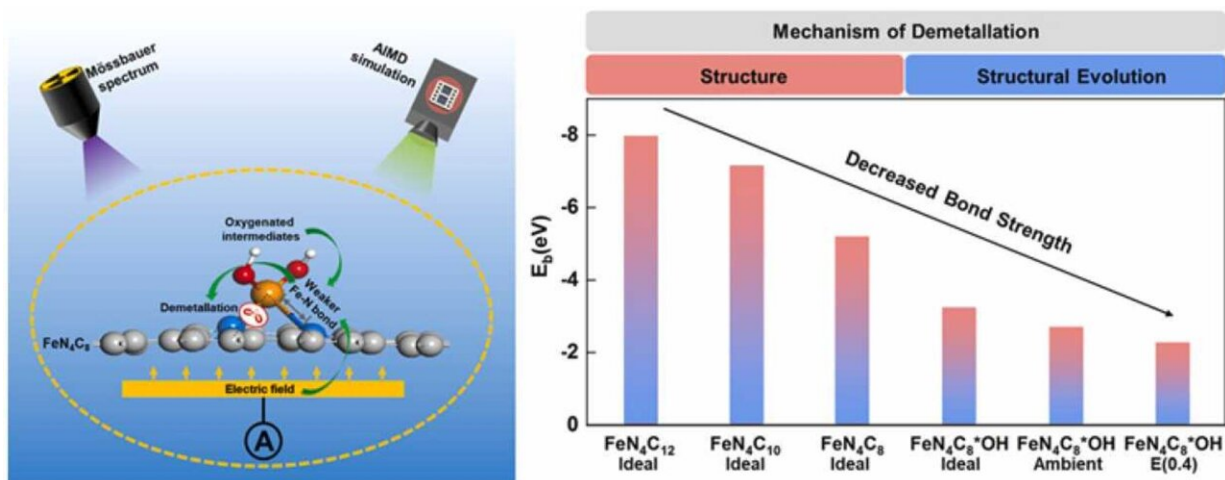 Mössbauer
spectrum
AIMD
simulation
Oxygenated
intermediates
Demetallation
Weaker
Fe-N bond
FeN₄C₈
Electric field
A
Mechanism of Demetallation
Structure
Structural Evolution
Decreased Bond Strength
E_b(eV)
-8
-6
-4
-2
0
FeN₄C₁₂
Ideal
FeN₄C₁₀
Ideal
FeN₄C₈
Ideal
FeN₄C₈*OH
Ideal
FeN₄C₈*OH
Ambient
FeN₄C₈*OH
E(0.4)